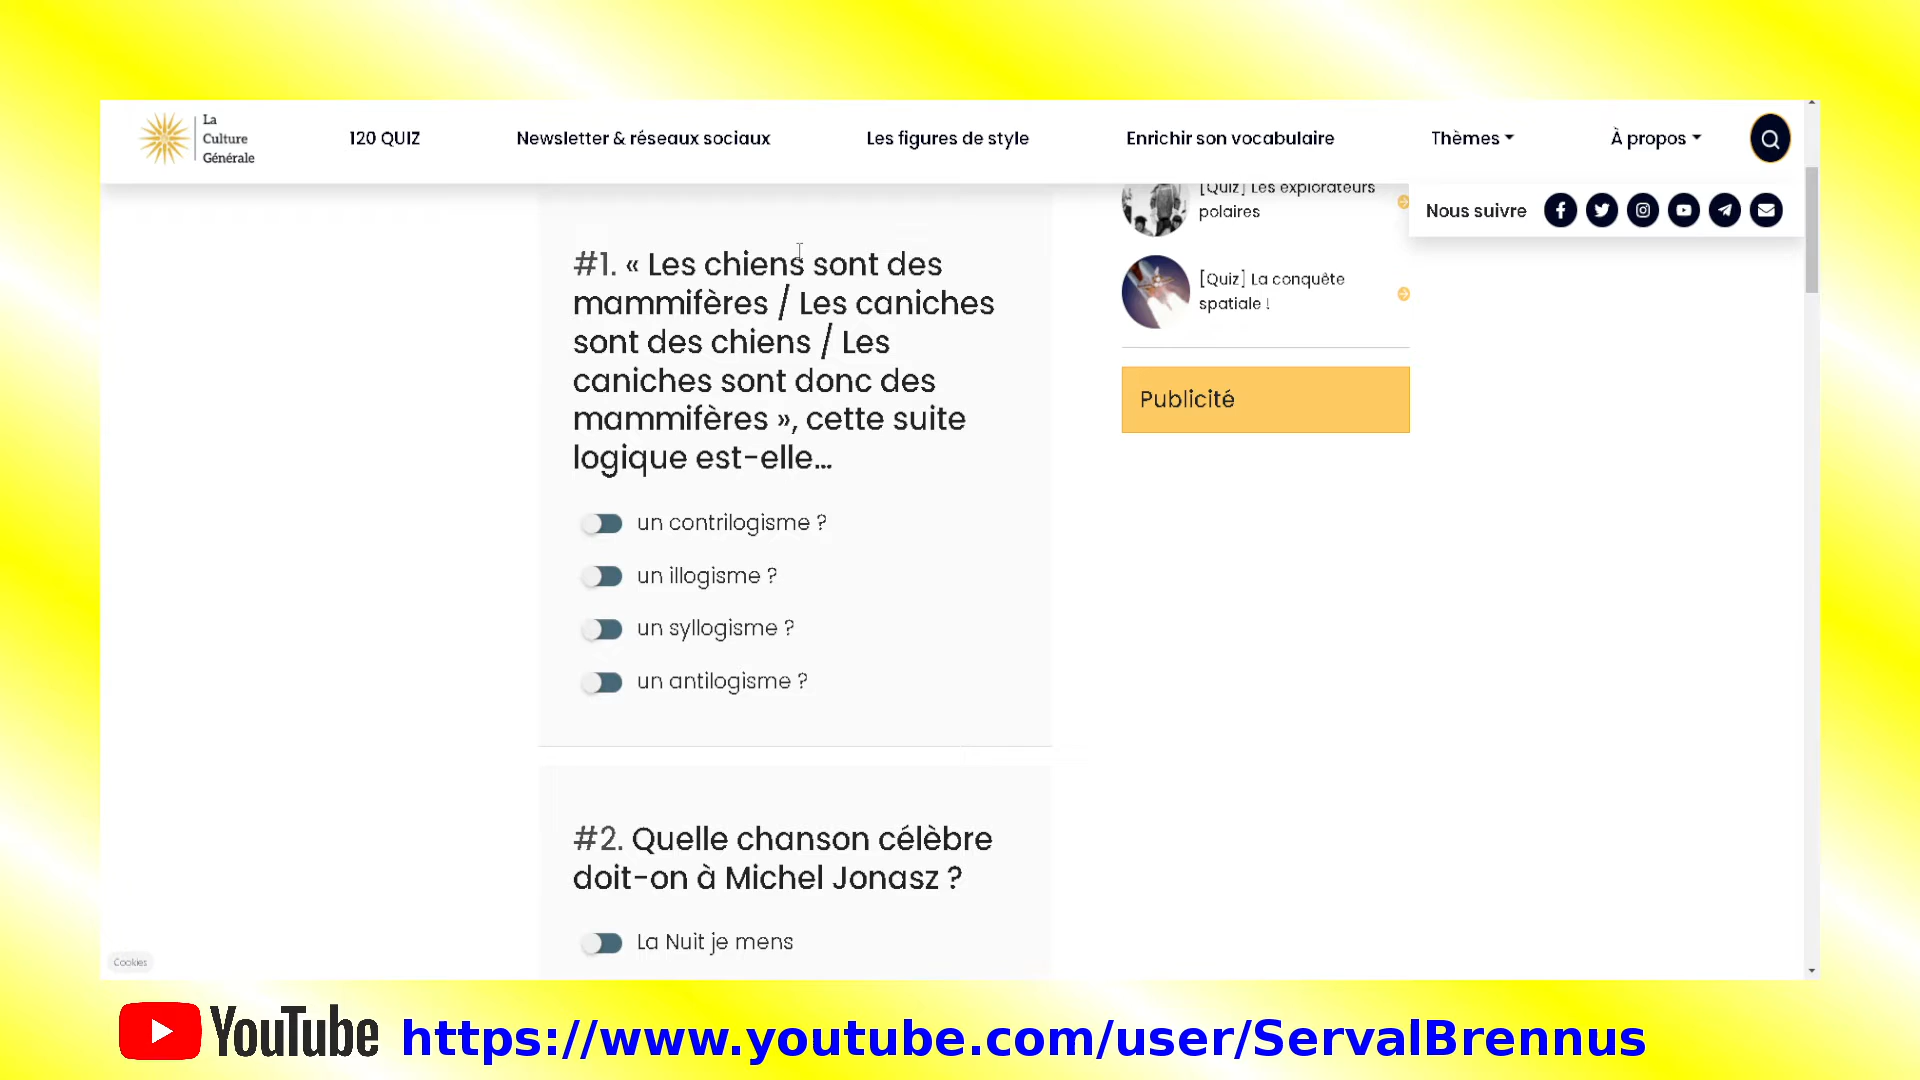 La
Culture
Générale
120 QUIZ
Newsletter & réseaux sociaux
Les figures de style
Enrichir son vocabulaire
Thèmes
À propos
Nous suivre
[Quiz] Les explorateurs
polaires
[Quiz] La conquête
spatiale !
Publicité
#1. « Les chiens sont des
mammifères / Les caniches
sont des chiens / Les
caniches sont donc des
mammifères », cette suite
logique est-elle…
un contrilogisme ?
un illogisme ?
un syllogisme ?
un antilogisme ?
#2. Quelle chanson célèbre
doit-on à Michel Jonasz ?
La Nuit je mens
Cookies
YouTube https://www.youtube.com/user/ServalBrennus